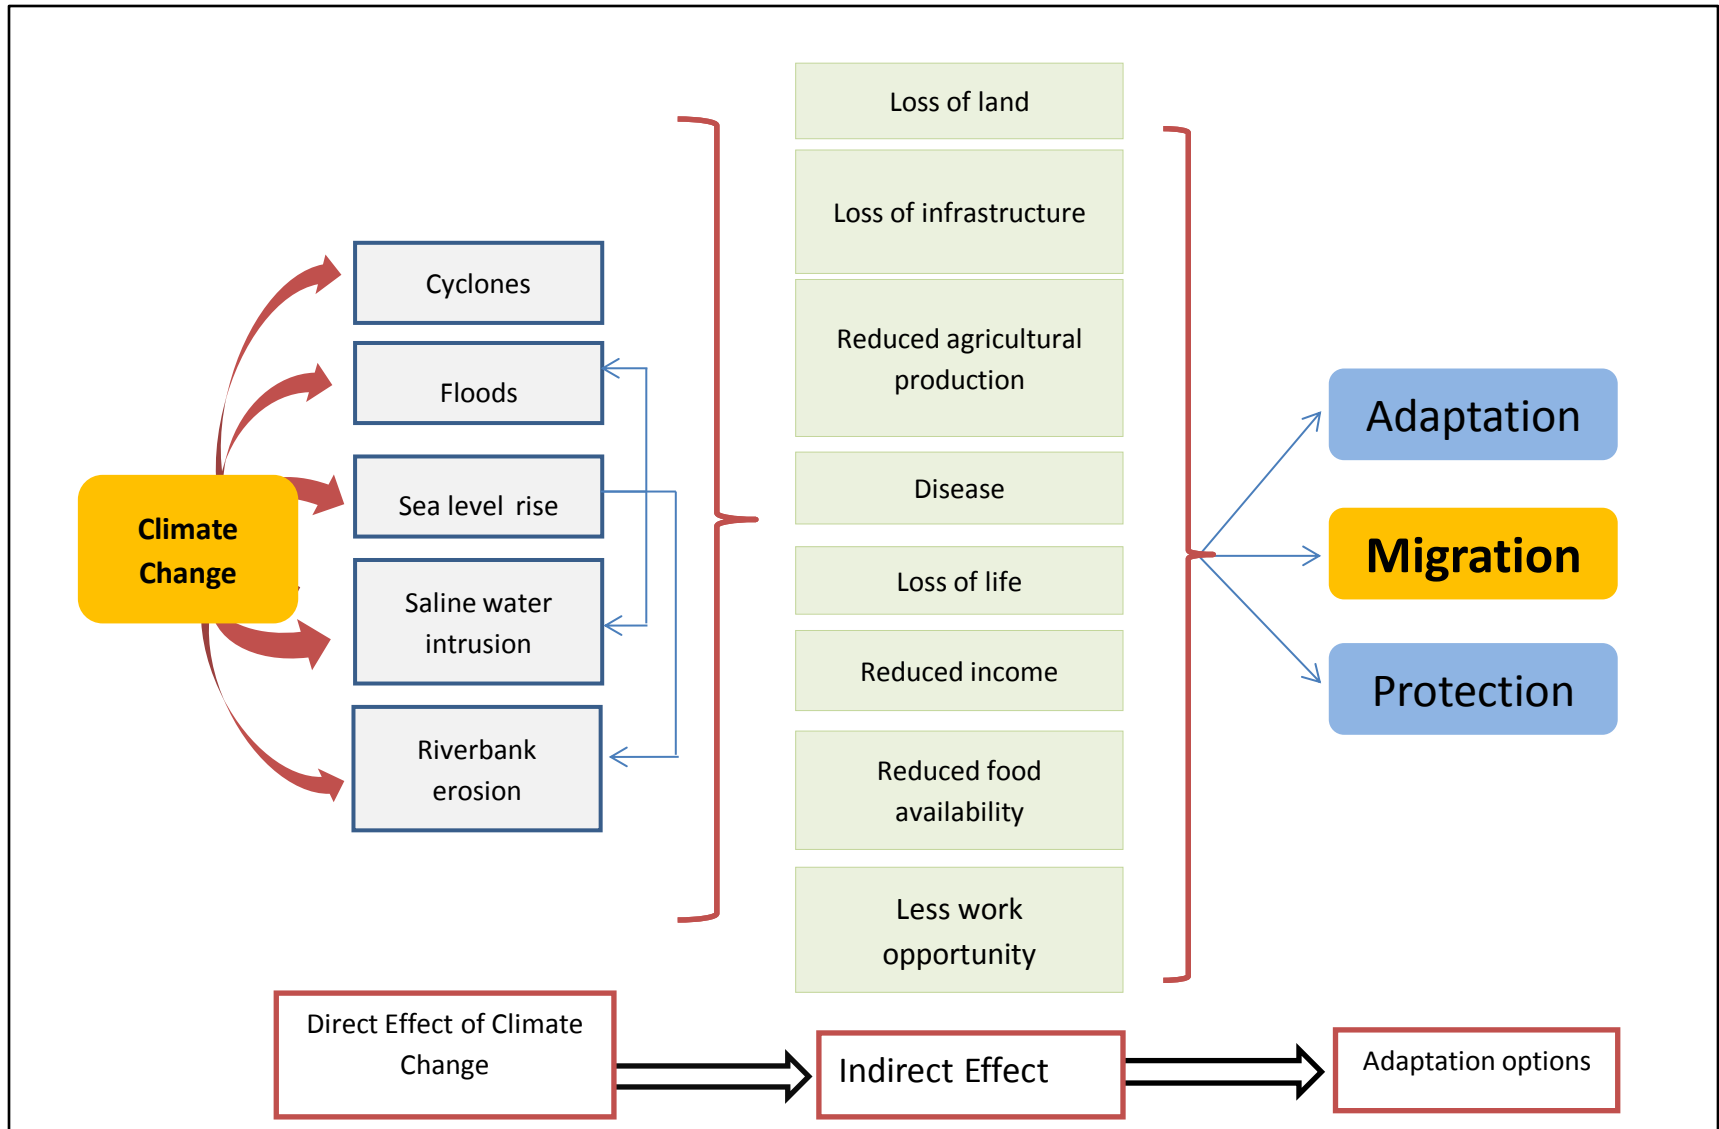 Climate
Change
Cyclones
Floods
Sea level  rise
Saline water
intrusion
Riverbank
erosion
Loss of land
Loss of infrastructure
Reduced agricultural
production
Disease
Loss of life
Reduced income
Reduced food
availability
Less work
opportunity
Adaptation
Migration
Protection
Direct Effect of Climate
Change
Indirect Effect
Adaptation options